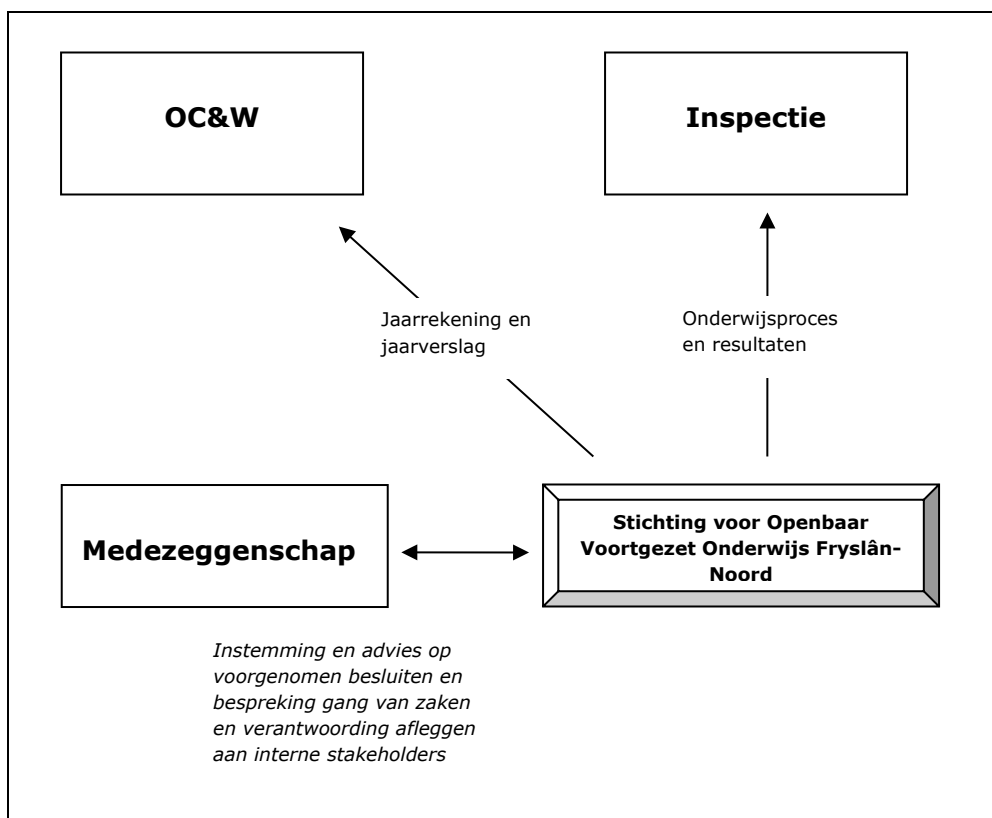 OC&W
Inspectie
Jaarrekening en
jaarverslag
Onderwijsproces
en resultaten
Medezeggenschap
Stichting voor Openbaar
Voortgezet Onderwijs Fryslân-
Noord
Instemming en advies op
voorgenomen besluiten en
bespreking gang van zaken
en verantwoording afleggen
aan interne stakeholders